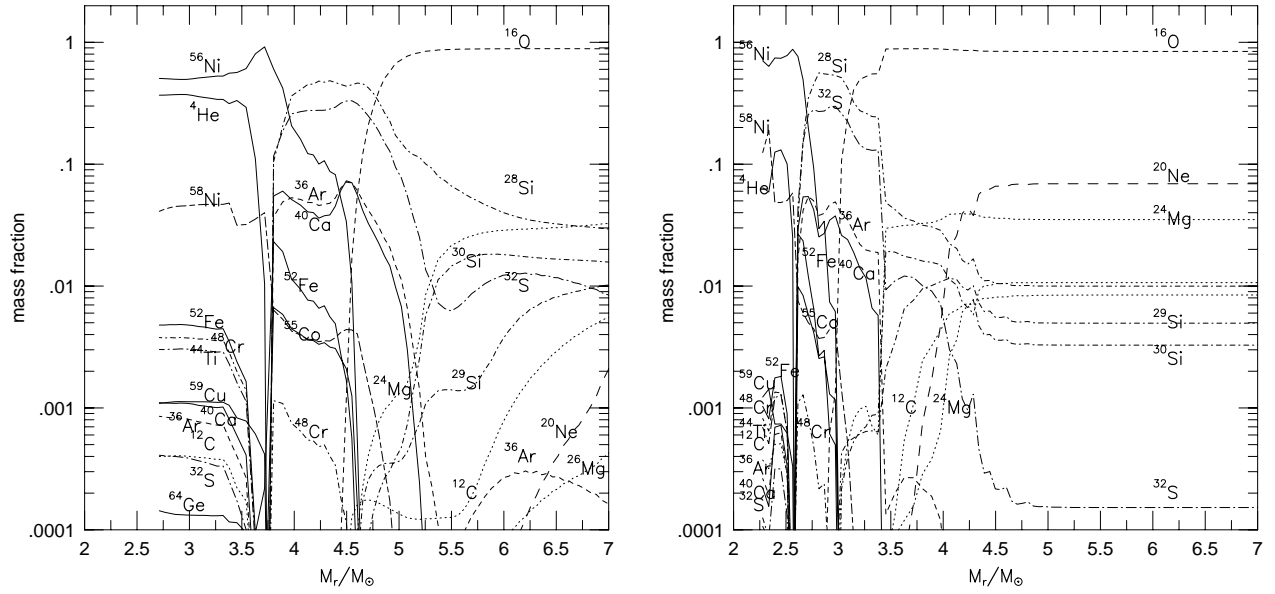 mass fraction
1
.1
.01
.001
.0001
2
2.5
3
3.5
4
4.5
5
5.5
6
6.5
7
Mᵣ/M☉
¹⁶O
⁵⁶Ni
⁴He
⁵⁸Ni
³⁶Ar
⁴⁰Ca
²⁸Si
³⁰Si
³²S
⁵²Fe
⁵⁵Co
⁵²Fe
⁴⁸Cr
⁴⁴Ti
⁵⁹Cu
⁴⁰Ca
³⁶Ar
¹²C
³²S
⁶⁴Ge
⁴⁸Cr
²⁴Mg
²⁹Si
²⁰Ne
³⁶Ar
²⁶Mg
¹²C
mass fraction
1
.1
.01
.001
.0001
2
2.5
3
3.5
4
4.5
5
5.5
6
6.5
7
Mᵣ/M☉
¹⁶O
⁵⁶Ni
²⁸Si
³²S
⁵⁸Ni
⁴He
²⁰Ne
²⁴Mg
³⁶Ar
⁵²Fe
⁴⁰Ca
⁵⁵Co
²⁹Si
³⁰Si
⁵²Fe
⁵⁹Cu
⁴⁸Cr
⁴⁴Ti
¹²C
³⁶Ar
⁴⁰Ca
³²S
⁴⁸Cr
¹²C
²⁴Mg
³²S